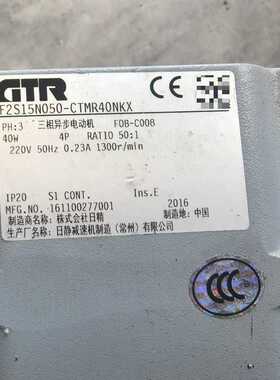 GTR
F2S15N050-CTMR40NKX
PH:3 三相异步电动机 FDB-C008
40W 4P RATIO 50:1
220V 50Hz 0.23A 1300r/min
IP20 S1 CONT. Ins.E
MFG.NO. 161100277001 2016
制造商名称: 株式会社日精 制造地: 中国
生产厂名称: 日静减速机制造(常州)有限公司
CCC